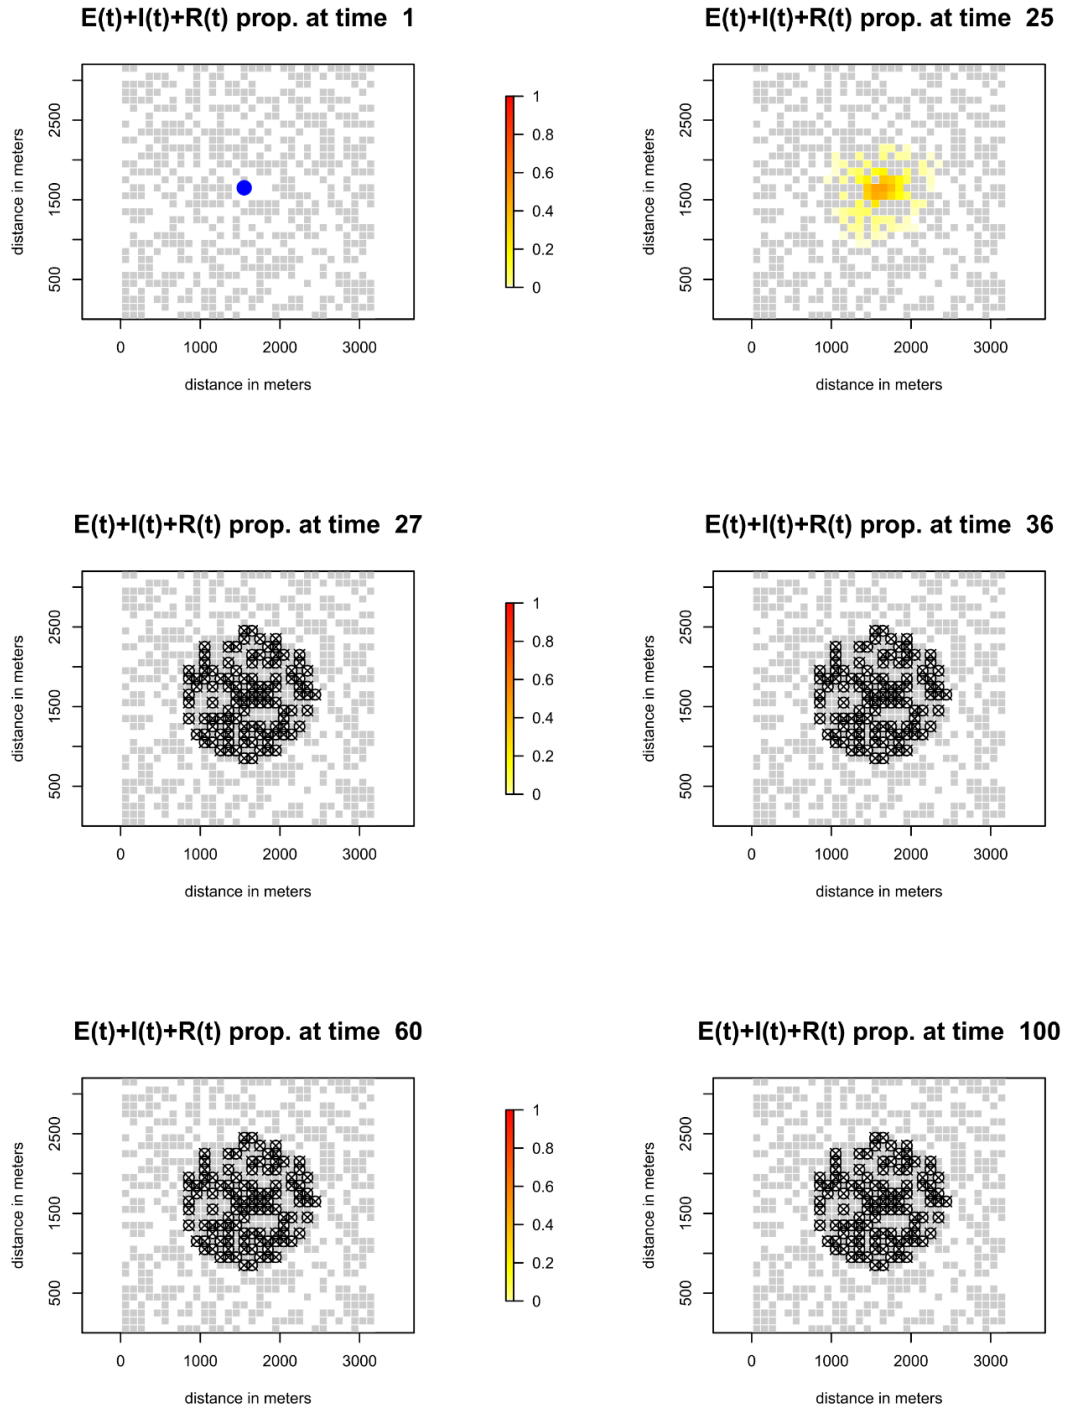 E(t)+I(t)+R(t) prop. at time 1
distance in meters
500 1500 2500
0 1000 2000 3000
distance in meters
1
0.8
0.6
0.4
0.2
0
E(t)+I(t)+R(t) prop. at time 25
distance in meters
500 1500 2500
0 1000 2000 3000
distance in meters
E(t)+I(t)+R(t) prop. at time 27
distance in meters
500 1500 2500
0 1000 2000 3000
distance in meters
1
0.8
0.6
0.4
0.2
0
E(t)+I(t)+R(t) prop. at time 36
distance in meters
500 1500 2500
0 1000 2000 3000
distance in meters
E(t)+I(t)+R(t) prop. at time 60
distance in meters
500 1500 2500
0 1000 2000 3000
distance in meters
1
0.8
0.6
0.4
0.2
0
E(t)+I(t)+R(t) prop. at time 100
distance in meters
500 1500 2500
0 1000 2000 3000
distance in meters